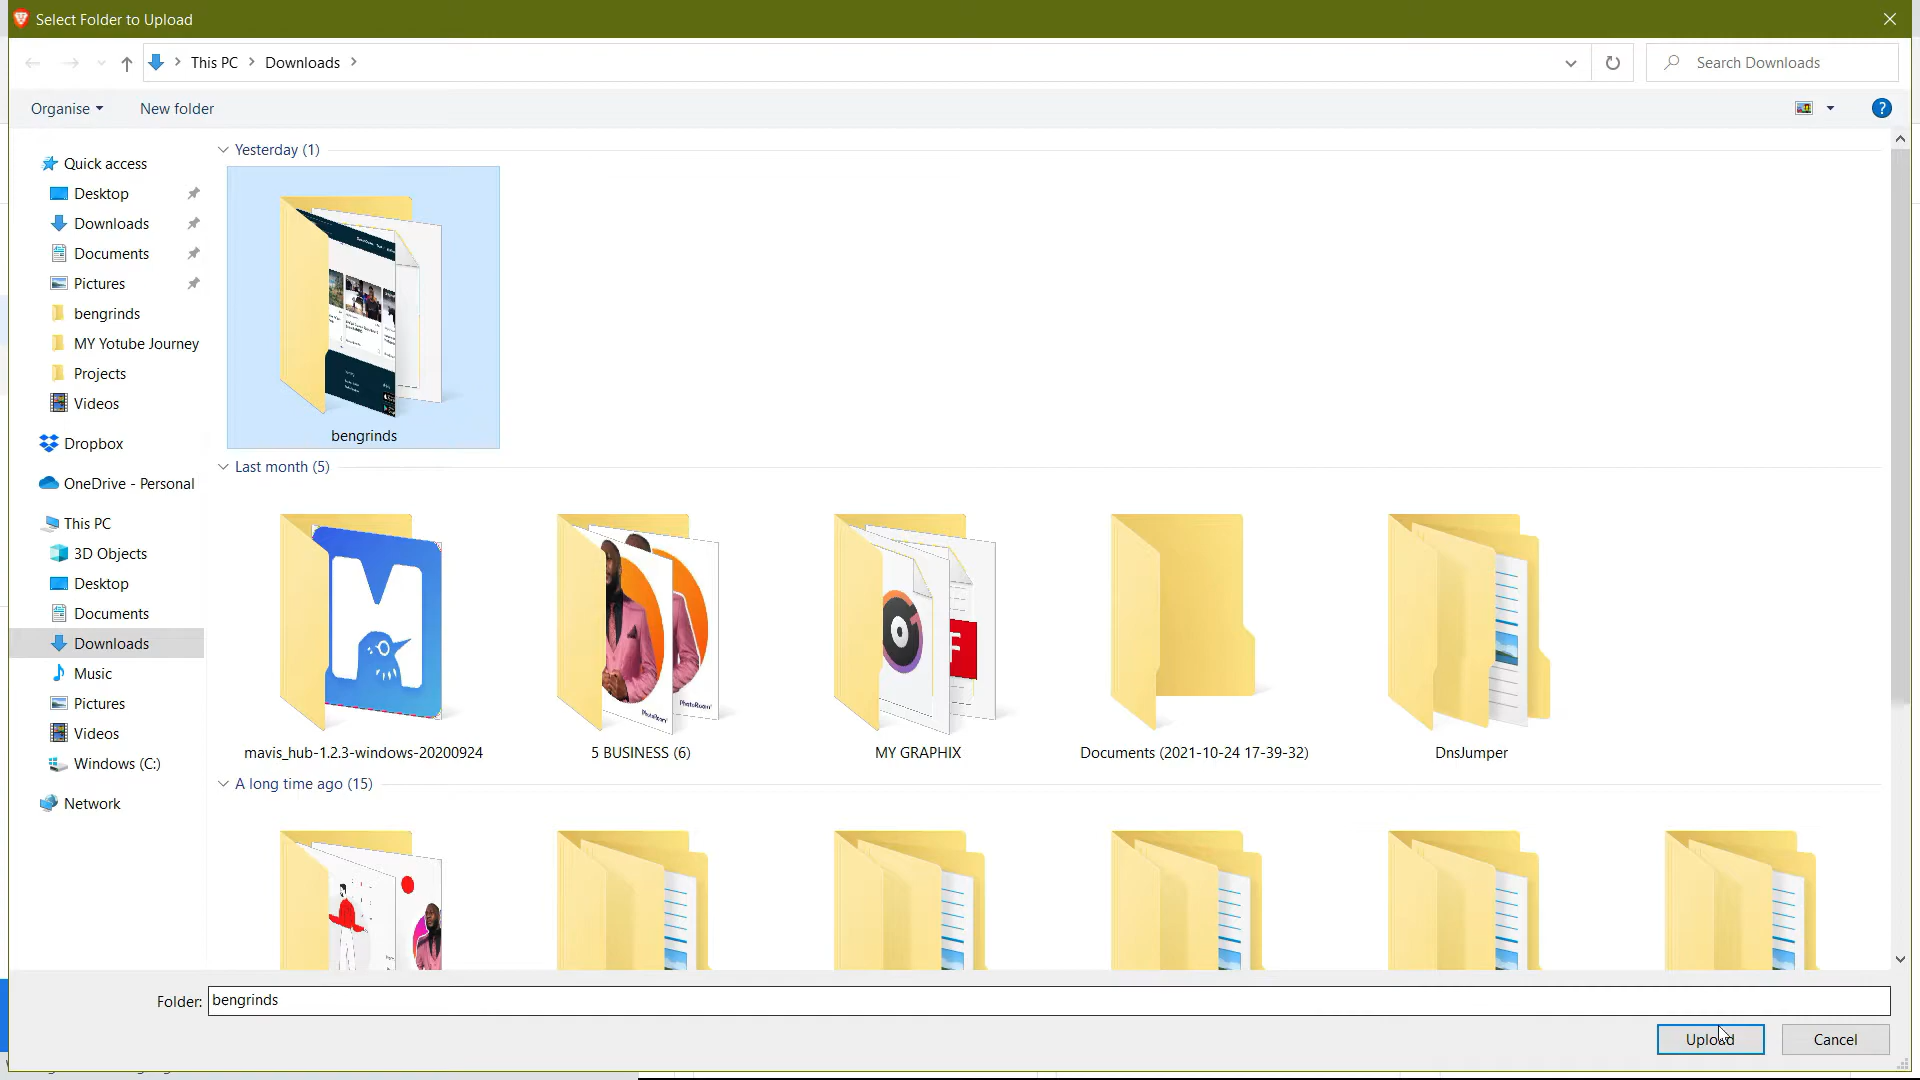 Select Folder to Upload
This PC
Downloads
Search Downloads
Organise
New folder
?
Quick access
Desktop
Downloads
Documents
Pictures
bengrinds
MY Yotube Journey
Projects
Videos
Dropbox
OneDrive - Personal
This PC
3D Objects
Desktop
Documents
Downloads
Music
Pictures
Videos
Windows (C:)
Network
Yesterday (1)
bengrinds
Last month (5)
PhotoRoom
PhotoRoom
F
mavis_hub-1.2.3-windows-20200924
5 BUSINESS (6)
MY GRAPHIX
Documents (2021-10-24 17-39-32)
DnsJumper
A long time ago (15)
Folder:
bengrinds
Upload
Cancel